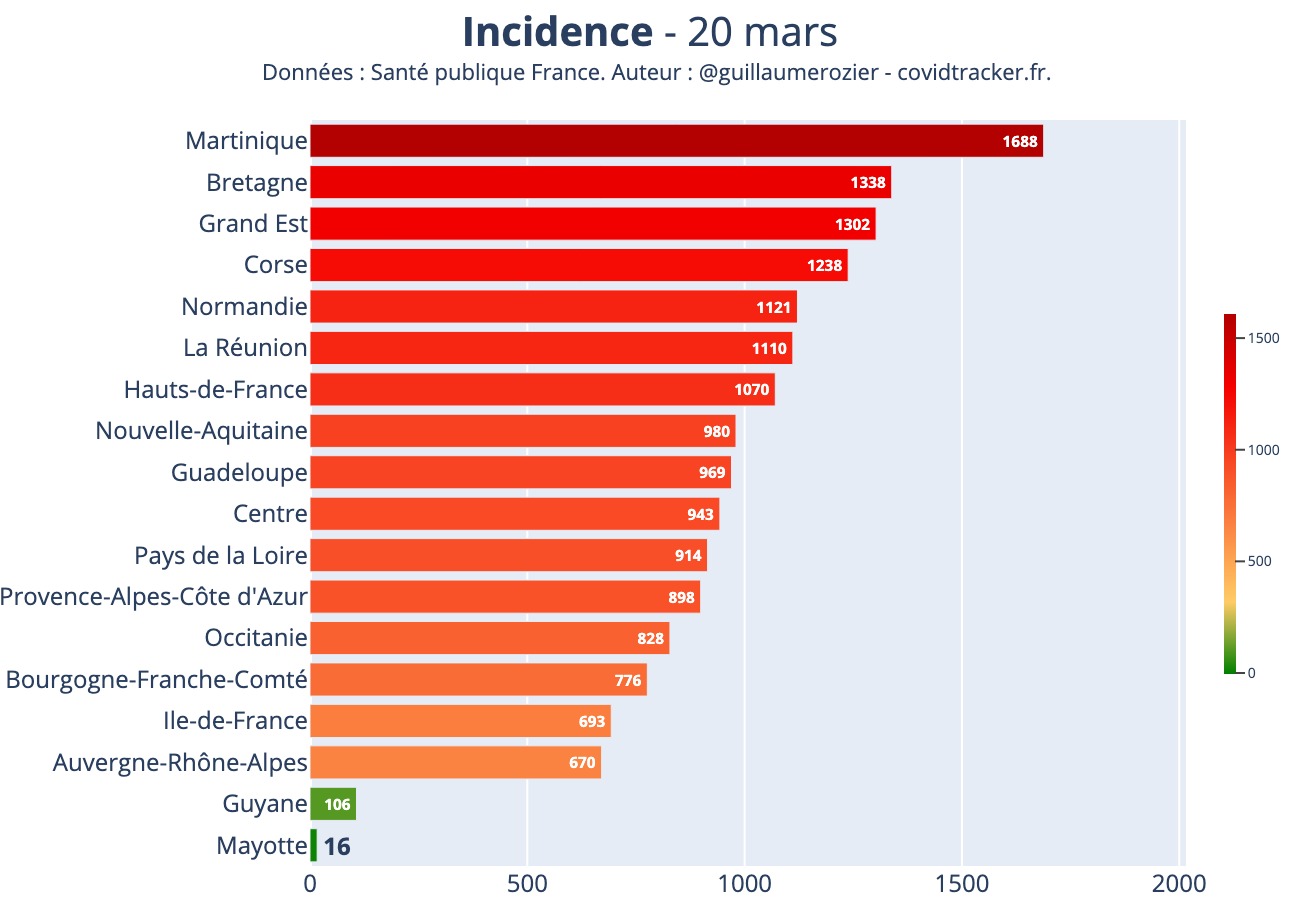 Incidence - 20 mars
Données : Santé publique France. Auteur : @guillaumerozier - covidtracker.fr.
Martinique 1688
Bretagne 1338
Grand Est 1302
Corse 1238
Normandie 1121
La Réunion 1110
Hauts-de-France 1070
Nouvelle-Aquitaine 980
Guadeloupe 969
Centre 943
Pays de la Loire 914
Provence-Alpes-Côte d'Azur 898
Occitanie 828
Bourgogne-Franche-Comté 776
Ile-de-France 693
Auvergne-Rhône-Alpes 670
Guyane 106
Mayotte 16
0 500 1000 1500 2000
1500
1000
500
0